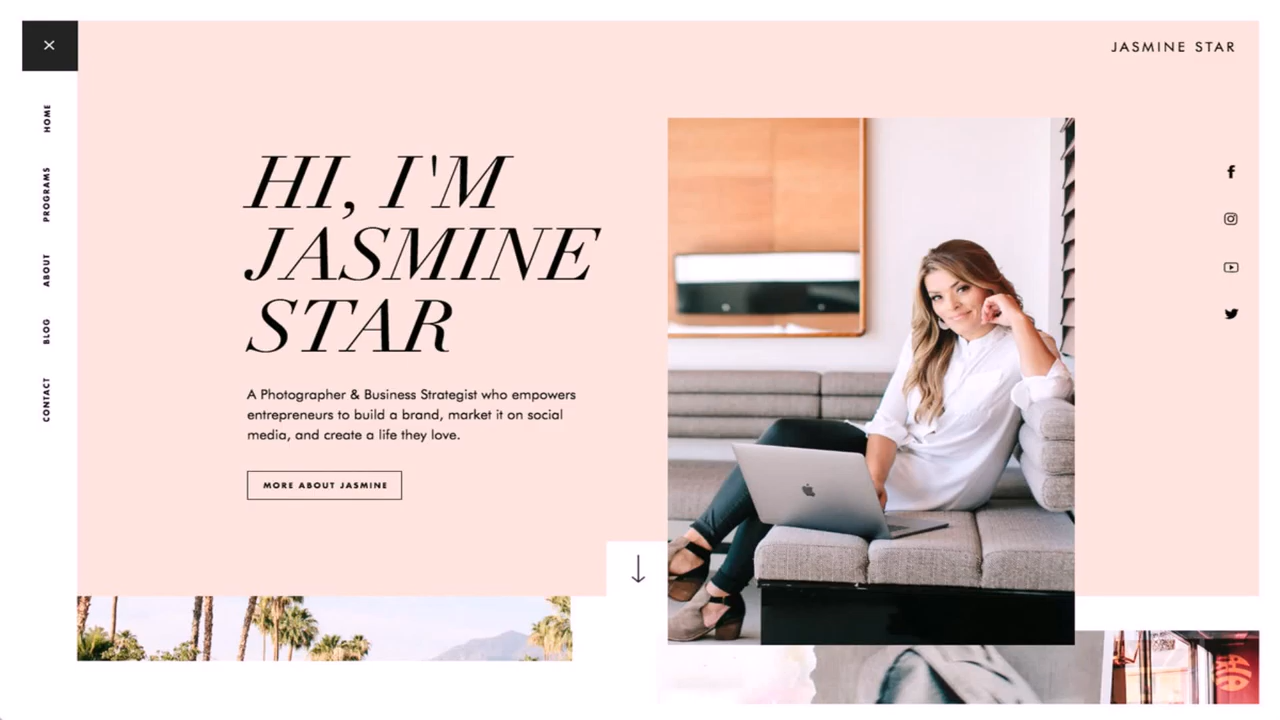 JASMINE STAR
HOME
PROGRAMS
ABOUT
BLOG
CONTACT
HI, I'M
JASMINE
STAR
A Photographer & Business Strategist who empowers
entrepreneurs to build a brand, market it on social
media, and create a life they love.
MORE ABOUT JASMINE